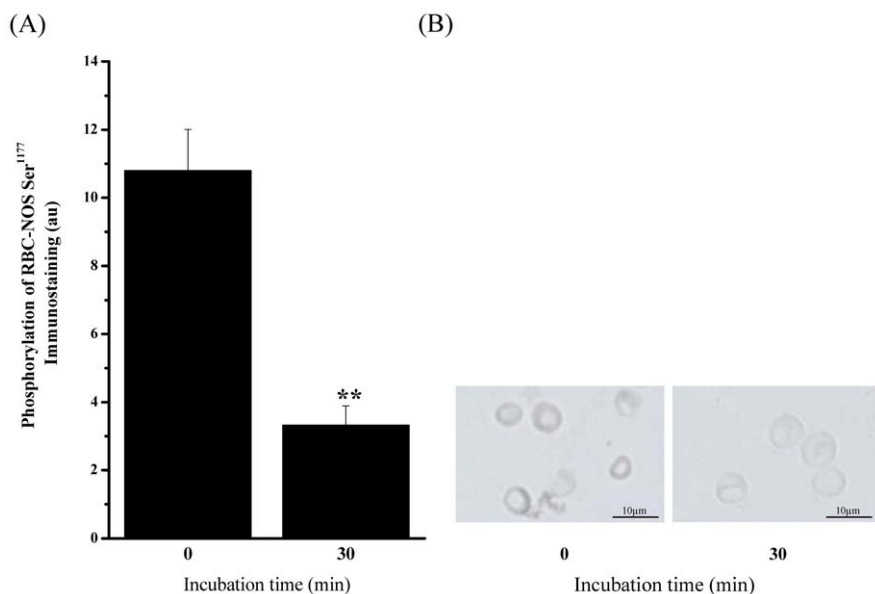 (A)
(B)
Phosphorylation of RBC-NOS Ser¹¹⁷⁷
Immunostaining (au)
14
12
10
8
6
4
2
0
**
0
30
Incubation time (min)
10μm
10μm
0
30
Incubation time (min)